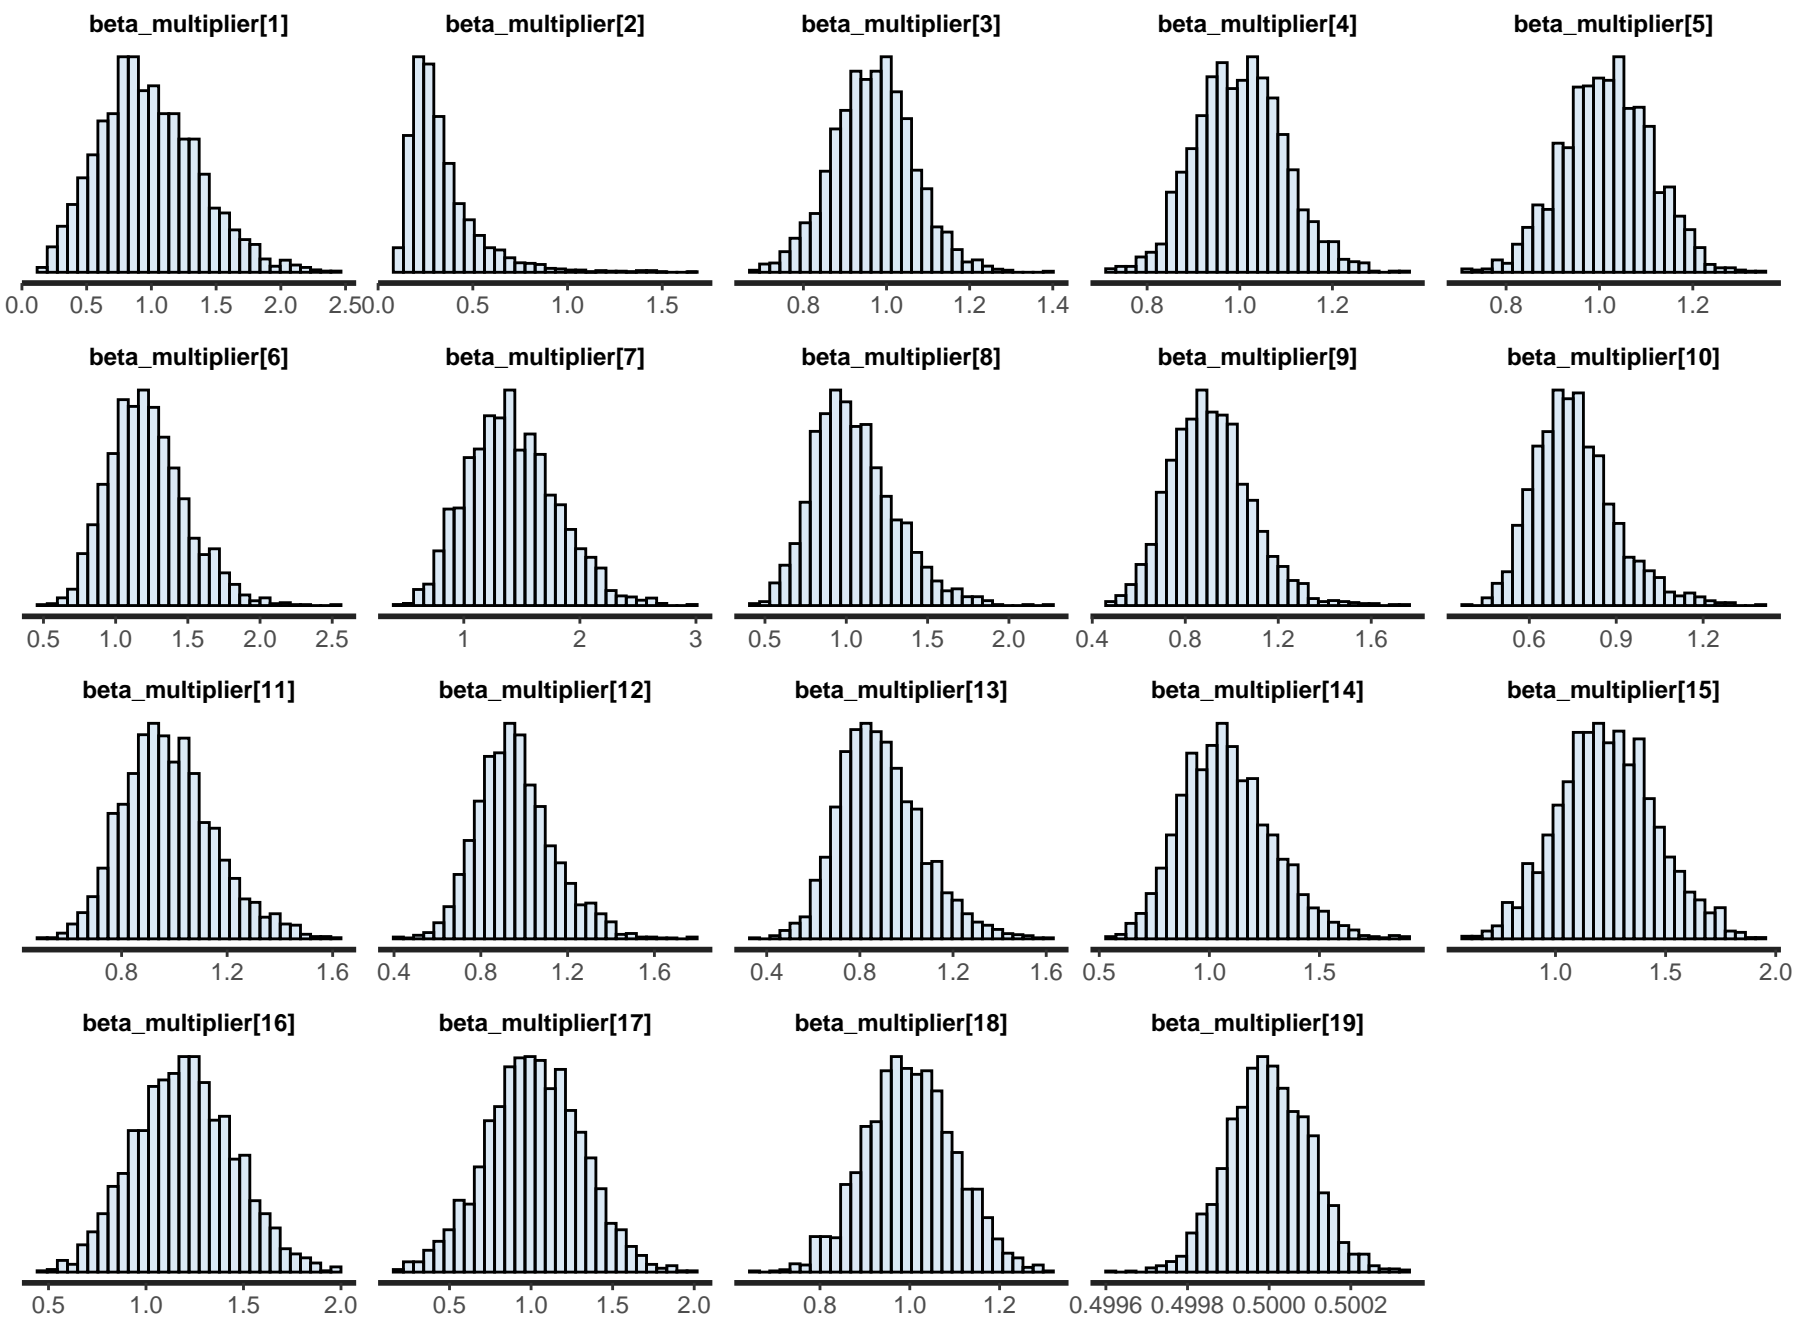 beta_multiplier[1] beta_multiplier[2] beta_multiplier[3] beta_multiplier[4] beta_multiplier[5]
0.0 0.5 1.0 1.5 2.0 2.5 0.0 0.5 1.0 1.5 0.8 1.0 1.2 1.4 0.8 1.0 1.2 0.8 1.0 1.2
beta_multiplier[6] beta_multiplier[7] beta_multiplier[8] beta_multiplier[9] beta_multiplier[10]
0.5 1.0 1.5 2.0 2.5 1 2 3 0.5 1.0 1.5 2.0 0.4 0.8 1.2 1.6 0.6 0.9 1.2
beta_multiplier[11] beta_multiplier[12] beta_multiplier[13] beta_multiplier[14] beta_multiplier[15]
0.8 1.2 1.6 0.4 0.8 1.2 1.6 0.4 0.8 1.2 1.6 0.5 1.0 1.5 1.0 1.5 2.0
beta_multiplier[16] beta_multiplier[17] beta_multiplier[18] beta_multiplier[19]
0.5 1.0 1.5 2.0 0.5 1.0 1.5 2.0 0.8 1.0 1.2 0.4996 0.4998 0.5000 0.5002